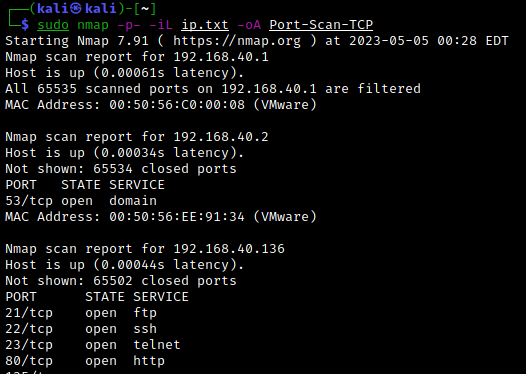 ┌──(kali㉿kali)-[~]
└─$ sudo nmap -p- -iL ip.txt -oA Port-Scan-TCP
Starting Nmap 7.91 ( https://nmap.org ) at 2023-05-05 00:28 EDT
Nmap scan report for 192.168.40.1
Host is up (0.00061s latency).
All 65535 scanned ports on 192.168.40.1 are filtered
MAC Address: 00:50:56:C0:00:08 (VMware)

Nmap scan report for 192.168.40.2
Host is up (0.00034s latency).
Not shown: 65534 closed ports
PORT   STATE SERVICE
53/tcp open  domain
MAC Address: 00:50:56:EE:91:34 (VMware)

Nmap scan report for 192.168.40.136
Host is up (0.00044s latency).
Not shown: 65502 closed ports
PORT      STATE SERVICE
21/tcp    open  ftp
22/tcp    open  ssh
23/tcp    open  telnet
80/tcp    open  http